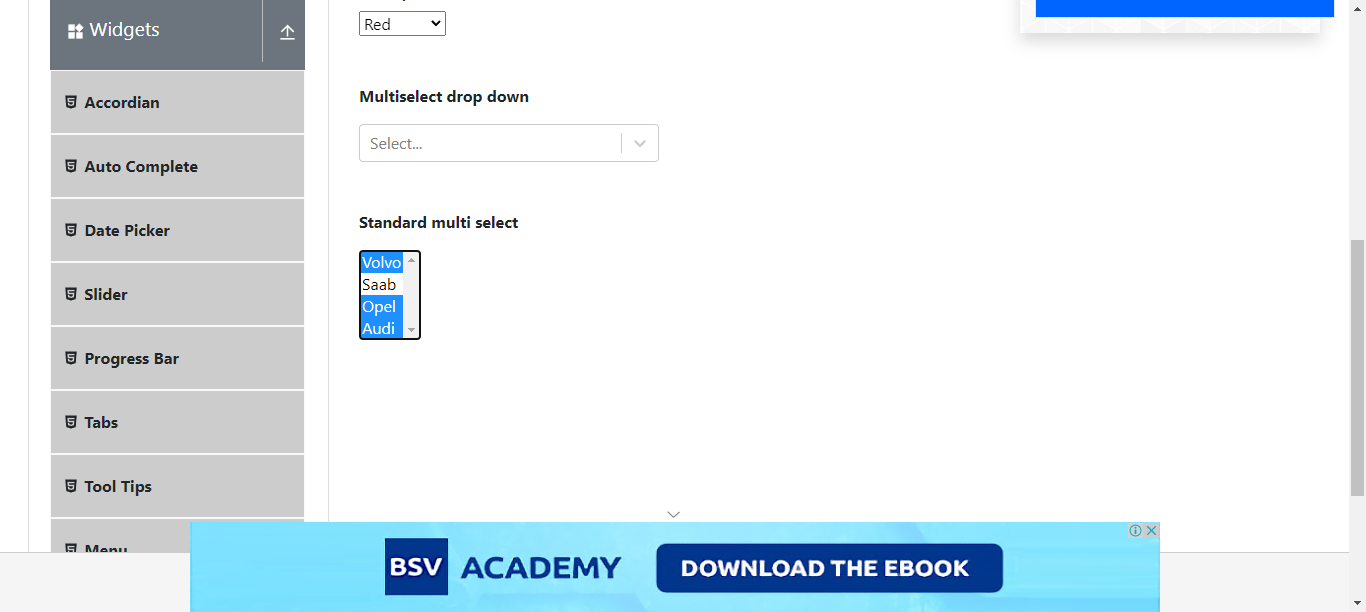 Widgets
Accordian
Auto Complete
Date Picker
Slider
Progress Bar
Tabs
Tool Tips
Menu
Red
Multiselect drop down
Select...
Standard multi select
Volvo
Saab
Opel
Audi
BSV ACADEMY DOWNLOAD THE EBOOK